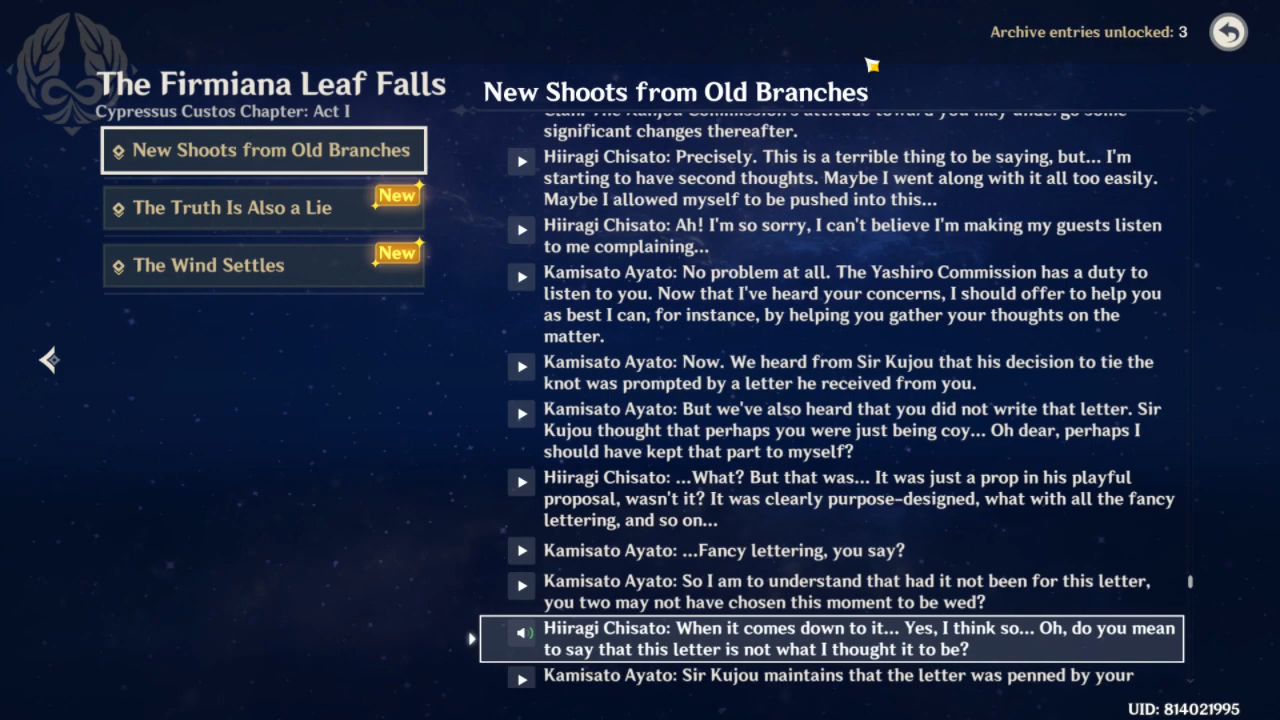 Archive entries unlocked: 3
The Firmiana Leaf Falls
Cypressus Custos Chapter: Act I
New Shoots from Old Branches
New
The Truth Is Also a Lie
New
The Wind Settles
New Shoots from Old Branches
Clan. The Kanjou Commission's attitude toward you may undergo some
significant changes thereafter.
Hiiragi Chisato: Precisely. This is a terrible thing to be saying, but... I'm
starting to have second thoughts. Maybe I went along with it all too easily.
Maybe I allowed myself to be pushed into this...
Hiiragi Chisato: Ah! I'm so sorry, I can't believe I'm making my guests listen
to me complaining...
Kamisato Ayato: No problem at all. The Yashiro Commission has a duty to
listen to you. Now that I've heard your concerns, I should offer to help you
as best I can, for instance, by helping you gather your thoughts on the
matter.
Kamisato Ayato: Now. We heard from Sir Kujou that his decision to tie the
knot was prompted by a letter he received from you.
Kamisato Ayato: But we've also heard that you did not write that letter. Sir
Kujou thought that perhaps you were just being coy... Oh dear, perhaps I
should have kept that part to myself?
Hiiragi Chisato: ...What? But that was... It was just a prop in his playful
proposal, wasn't it? It was clearly purpose-designed, what with all the fancy
lettering, and so on...
Kamisato Ayato: ...Fancy lettering, you say?
Kamisato Ayato: So I am to understand that had it not been for this letter,
you two may not have chosen this moment to be wed?
Hiiragi Chisato: When it comes down to it... Yes, I think so... Oh, do you mean
to say that this letter is not what I thought it to be?
Kamisato Ayato: Sir Kujou maintains that the letter was penned by your
UID: 814021995